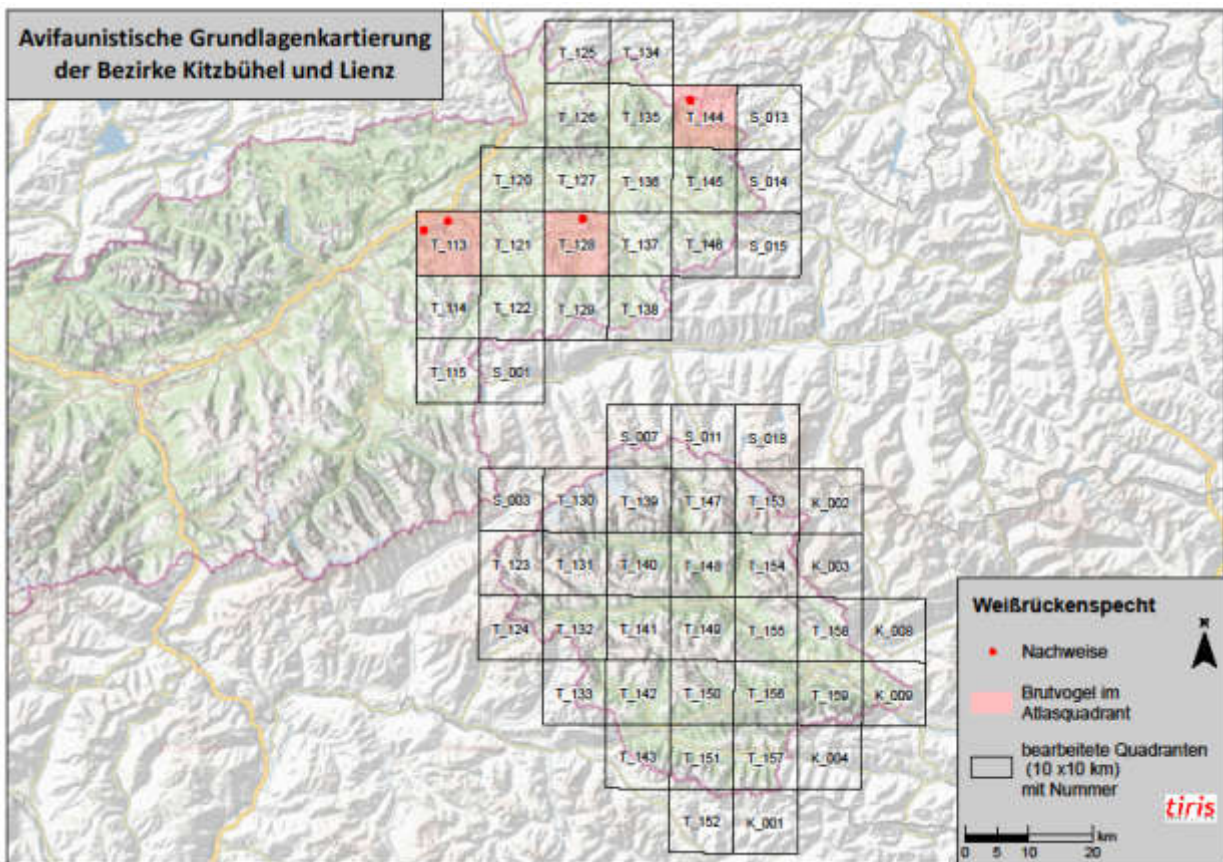 Avifaunistische Grundlagenkartierung
der Bezirke Kitzbühel und Lienz
T_125 T_134
T_126 T_135 T_144 S_013
T_120 T_127 T_136 T_145 S_014
T_113 T_121 T_128 T_137 T_146 S_015
T_114 T_122 T_129 T_138
T_115 S_001
S_007 S_011 S_018
S_003 T_130 T_139 T_147 T_153 K_002
T_123 T_131 T_140 T_148 T_154 K_003
T_124 T_132 T_141 T_149 T_155 T_158 K_008
T_133 T_142 T_150 T_156 T_159 K_009
T_143 T_151 T_157 K_004
T_152 K_001
Weißrückenspecht
N
Nachweise
Brutvogel im
Atlasquadrant
bearbeitete Quadranten
(10 x10 km)
mit Nummer
tiris
km
0 5 10 20